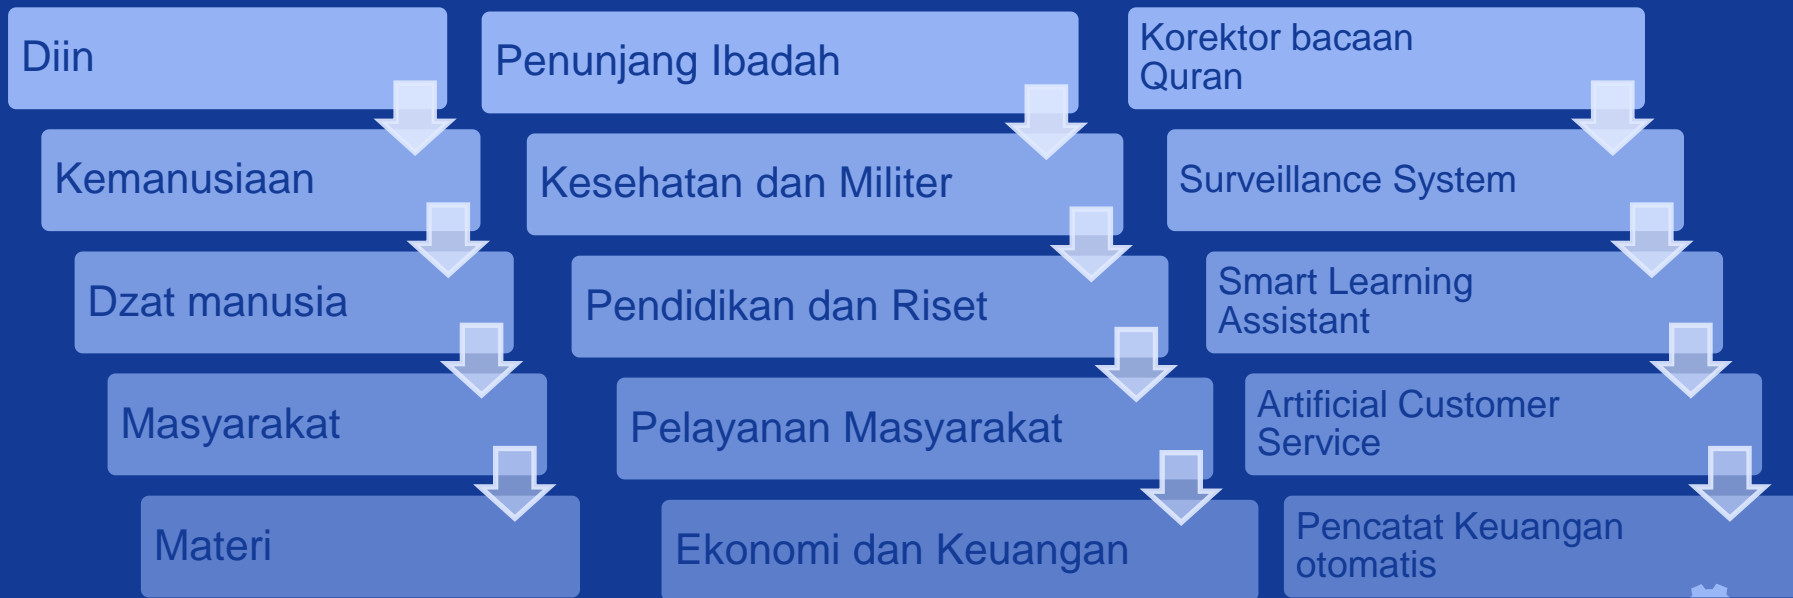 Diin
Kemanusiaan
Dzat manusia
Masyarakat
Materi
Penunjang Ibadah
Kesehatan dan Militer
Pendidikan dan Riset
Pelayanan Masyarakat
Ekonomi dan Keuangan
Korektor bacaan
Quran
Surveillance System
Smart Learning
Assistant
Artificial Customer
Service
Pencatat Keuangan
otomatis